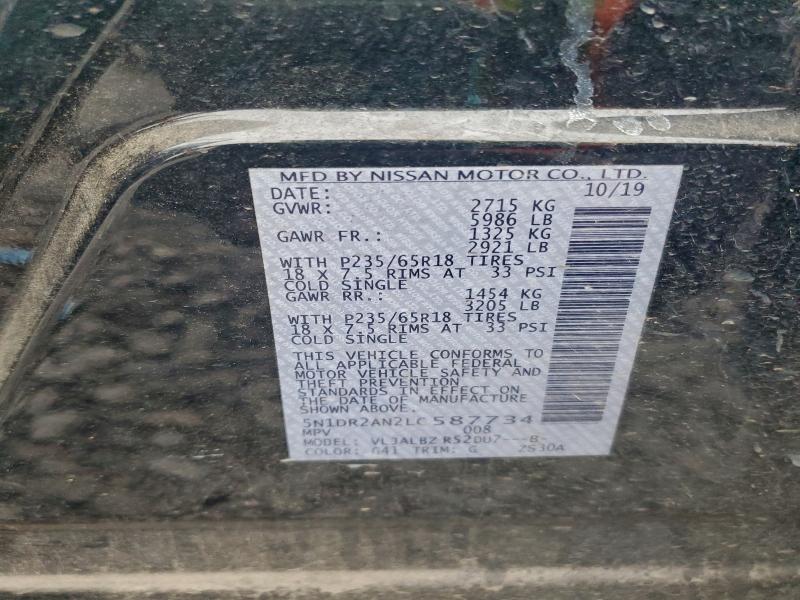 MFD BY NISSAN MOTOR CO., LTD.
DATE: 10/19
GVWR: 2715 KG
5986 LB
GAWR FR.: 1325 KG
2921 LB
WITH P235/65R18 TIRES
18 X 7.5 RIMS AT 33 PSI
COLD SINGLE
GAWR RR.: 1454 KG
3205 LB
WITH P235/65R18 TIRES
18 X 7.5 RIMS AT 33 PSI
COLD SINGLE
THIS VEHICLE CONFORMS TO
ALL APPLICABLE FEDERAL
MOTOR VEHICLE SAFETY AND
THEFT PREVENTION
STANDARDS IN EFFECT ON
THE DATE OF MANUFACTURE
SHOWN ABOVE.
5N1DR2AN2LC587734
MPV 008
MODEL: VL3ALBZ R52DU7---B-
COLOR: G41 TRIM: G ZS30A